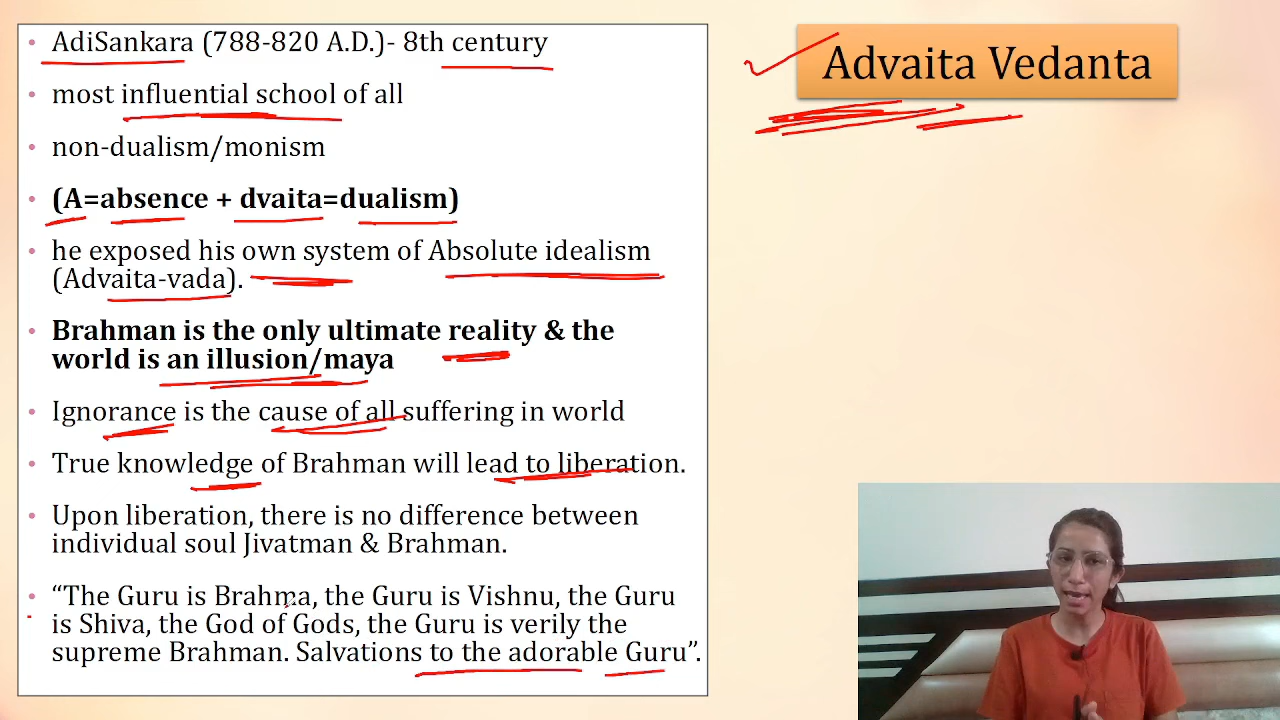 Advaita Vedanta
• AdiSankara (788-820 A.D.)- 8th century
• most influential school of all
• non-dualism/monism
• (A=absence + dvaita=dualism)
• he exposed his own system of Absolute idealism
(Advaita-vada).
• Brahman is the only ultimate reality & the
world is an illusion/maya
• Ignorance is the cause of all suffering in world
• True knowledge of Brahman will lead to liberation.
• Upon liberation, there is no difference between
individual soul Jivatman & Brahman.
• “The Guru is Brahma, the Guru is Vishnu, the Guru
is Shiva, the God of Gods, the Guru is verily the
supreme Brahman. Salvations to the adorable Guru”.